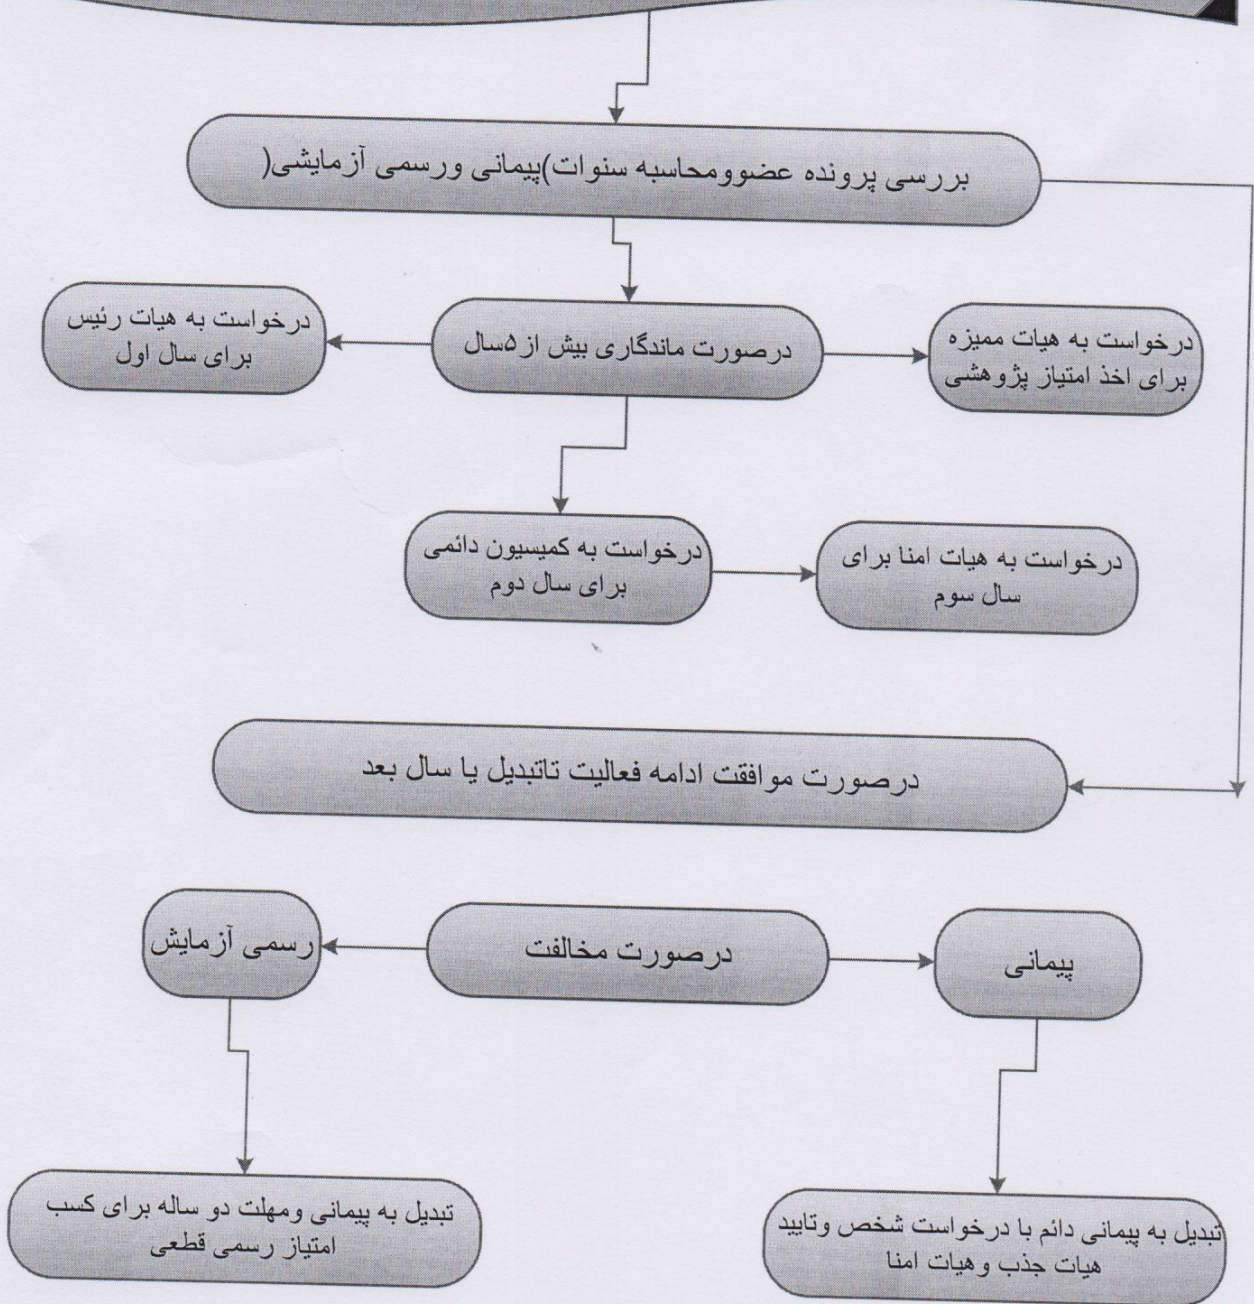 بررسی پرونده عضوومحاسبه سنوات)پیمانی ورسمی آزمایشی(
درخواست به هیات ممیزه
برای اخذ امتیاز پژوهشی
درصورت ماندگاری بیش از۵سال
درخواست به هیات رئیس
برای سال اول
درخواست به هیات امنا برای
سال سوم
درخواست به کمیسیون دائمی
برای سال دوم
درصورت موافقت ادامه فعالیت تاتبدیل یا سال بعد
پیمانی
درصورت مخالفت
رسمی آزمایش
تبدیل به پیمانی دائم با درخواست شخص وتایید
هیات جذب وهیات امنا
تبدیل به پیمانی ومهلت دو ساله برای کسب
امتیاز رسمی قطعی